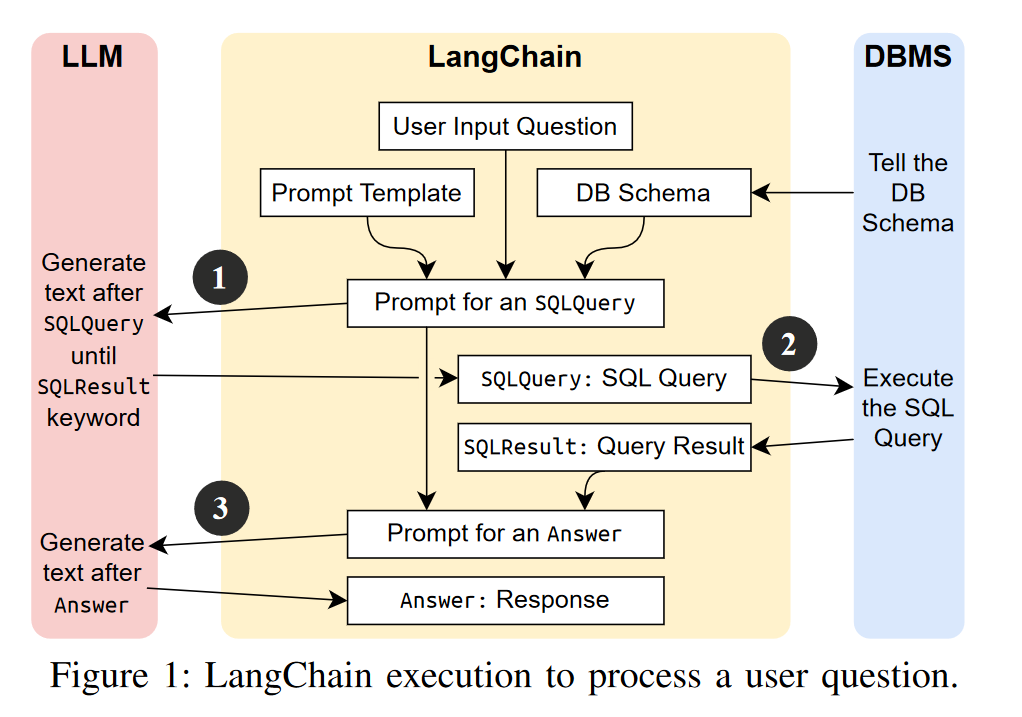 LLM
LangChain
DBMS
User Input Question
Prompt Template
DB Schema
Tell the
DB
Schema
Generate
text after
SQLQuery
until
SQLResult
keyword
1
Prompt for an SQLQuery
2
SQLQuery: SQL Query
Execute
the SQL
Query
SQLResult: Query Result
3
Prompt for an Answer
Generate
text after
Answer
Answer: Response
Figure 1: LangChain execution to process a user question.